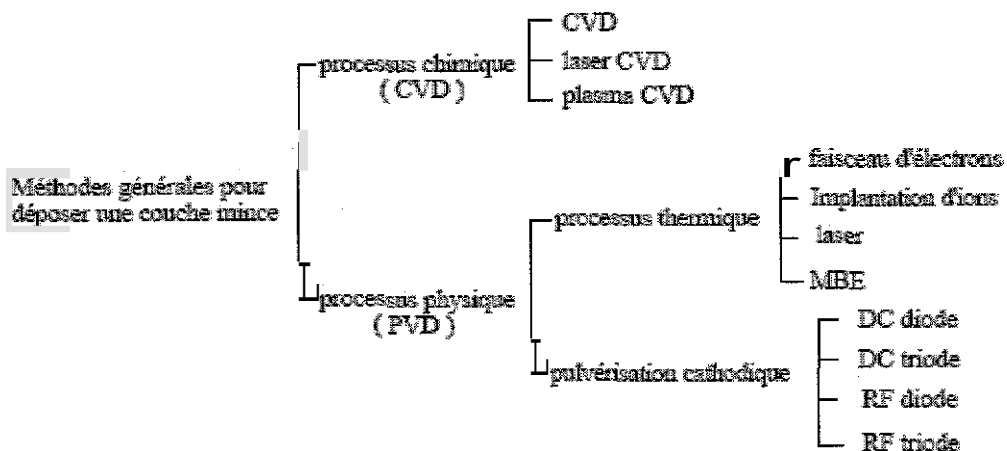 Méthodes générales pour
déposer une couche mince
processus chimique
( CVD )
CVD
laser CVD
plasma CVD
processus physique
( PVD )
processus thermique
faisceau d'électrons
Implantation d'ions
laser
MBE
pulvérisation cathodique
DC diode
DC triode
RF diode
RF triode